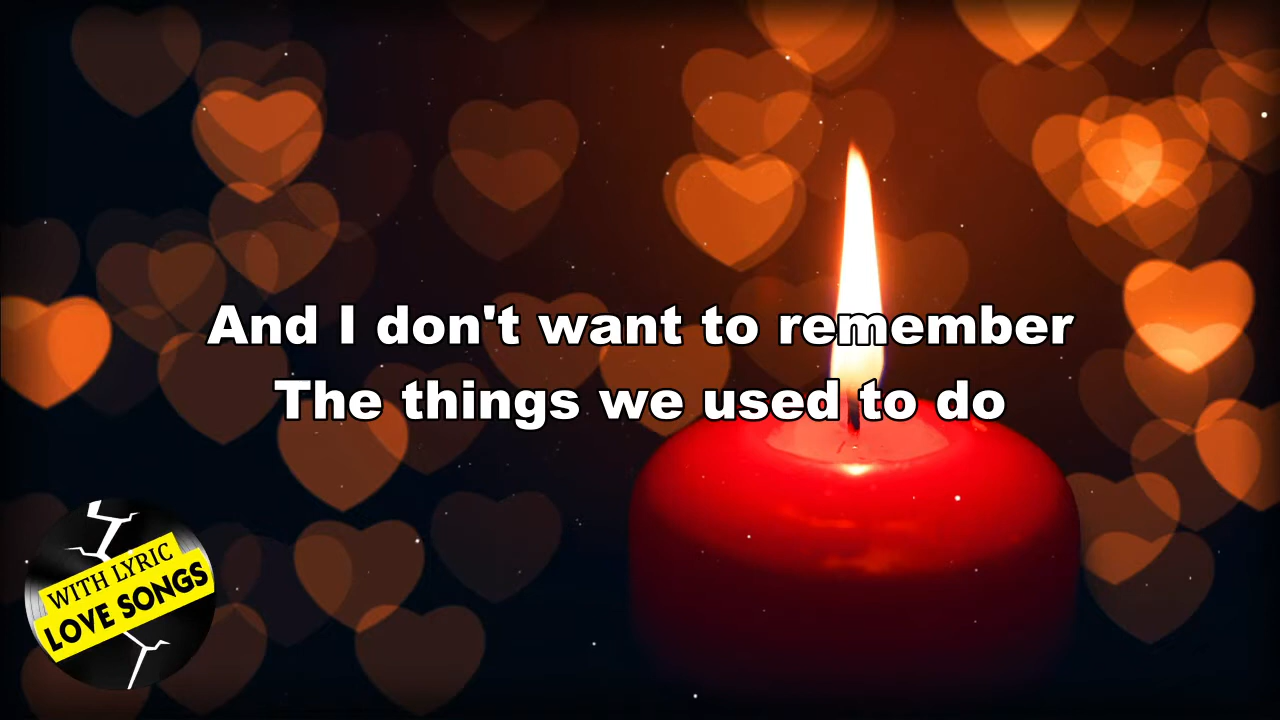 And I don't want to remember
The things we used to do
WITH LYRIC
LOVE SONGS